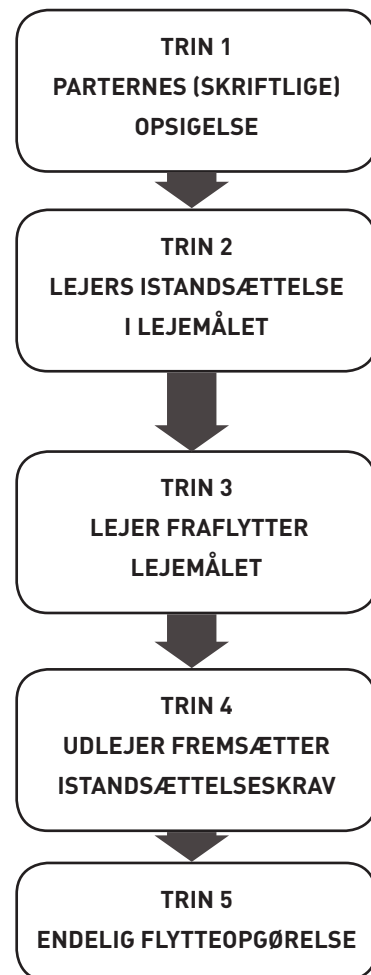 TRIN 1
PARTERNES (SKRIFTLIGE)
OPSIGELSE
TRIN 2
LEJERS ISTANDSÆTTELSE
I LEJEMÅLET
TRIN 3
LEJER FRAFLYTTER
LEJEMÅLET
TRIN 4
UDLEJER FREMSÆTTER
ISTANDSÆTTELSESKRAV
TRIN 5
ENDELIG FLYTTEOPGØRELSE